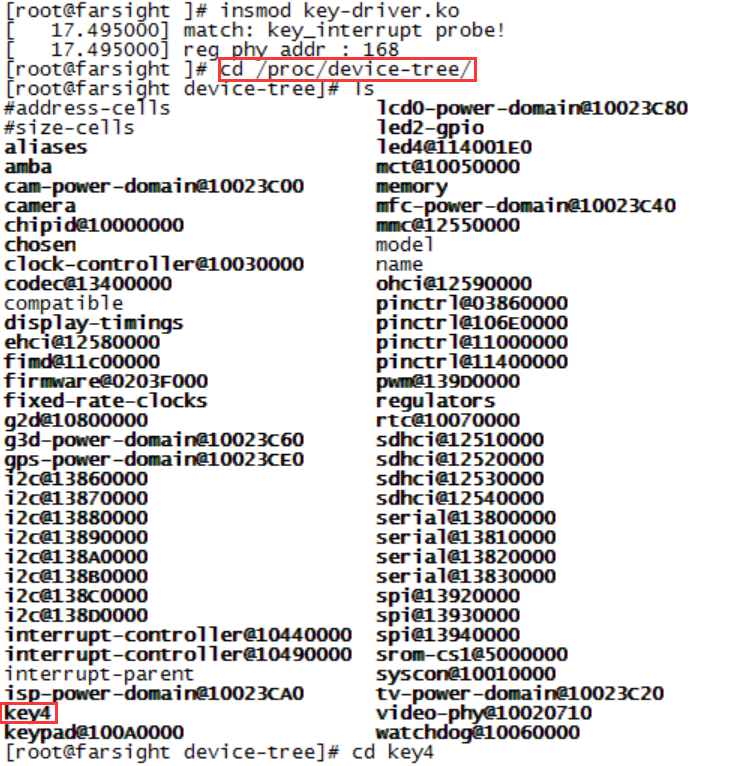 [root@farsight ]# insmod key-driver.ko
[   17.495000] match: key_interrupt probe!
[   17.495000] reg phy addr : 168
[root@farsight ]# cd /proc/device-tree/
[root@farsight device-tree]# ls
#address-cells                 lcd0-power-domain@10023C80
#size-cells                    led2-gpio
aliases                        led4@114001E0
amba                           mct@10050000
cam-power-domain@10023C00      memory
camera                         mfc-power-domain@10023C40
chipid@10000000                mmc@12550000
chosen                         model
clock-controller@10030000      name
codec@13400000                 ohci@12590000
compatible                     pinctrl@03860000
display-timings                pinctrl@106E0000
ehci@12580000                  pinctrl@11000000
fimd@11c00000                  pinctrl@11400000
firmware@0203F000              pwm@139D0000
fixed-rate-clocks              regulators
g2d@10800000                   rtc@10070000
g3d-power-domain@10023C60      sdhci@12510000
gps-power-domain@10023CE0      sdhci@12520000
i2c@13860000                   sdhci@12530000
i2c@13870000                   sdhci@12540000
i2c@13880000                   serial@13800000
i2c@13890000                   serial@13810000
i2c@138A0000                   serial@13820000
i2c@138B0000                   serial@13830000
i2c@138C0000                   spi@13920000
i2c@138D0000                   spi@13930000
interrupt-controller@10440000  spi@13940000
interrupt-controller@10490000  srom-cs1@5000000
interrupt-parent               syscon@10010000
isp-power-domain@10023CA0      tv-power-domain@10023C20
key4                           video-phy@10020710
keypad@100A0000                watchdog@10060000
[root@farsight device-tree]# cd key4